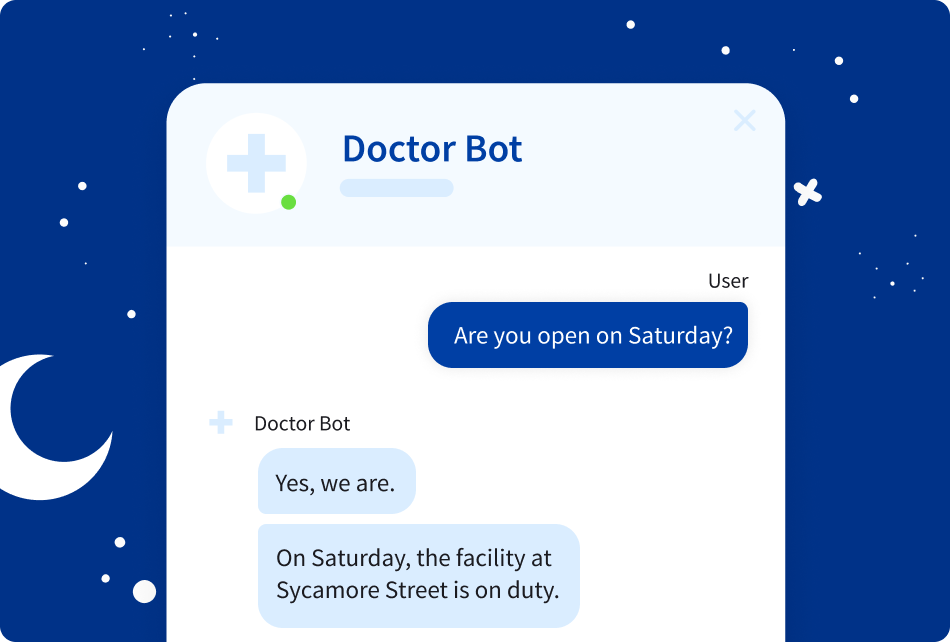 Doctor Bot
User
Are you open on Saturday?
Doctor Bot
Yes, we are.
On Saturday, the facility at
Sycamore Street is on duty.